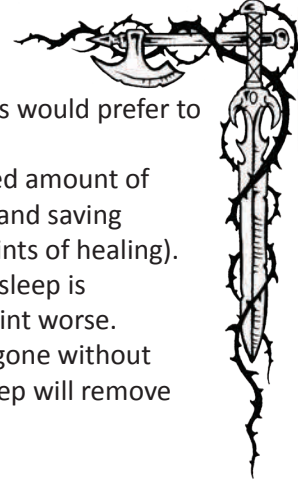 s would prefer to
ed amount of
and saving
ints of healing).
sleep is
int worse.
gone without
ep will remove